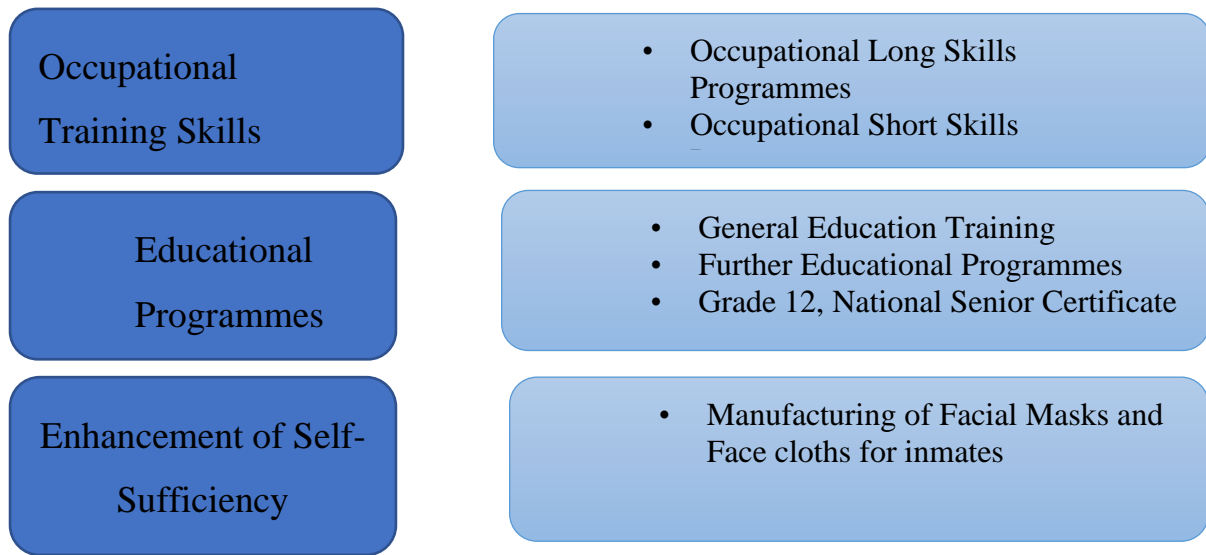 Occupational
Training Skills
• Occupational Long Skills
Programmes
• Occupational Short Skills
Educational
Programmes
• General Education Training
• Further Educational Programmes
• Grade 12, National Senior Certificate
Enhancement of Self-
Sufficiency
• Manufacturing of Facial Masks and
Face cloths for inmates